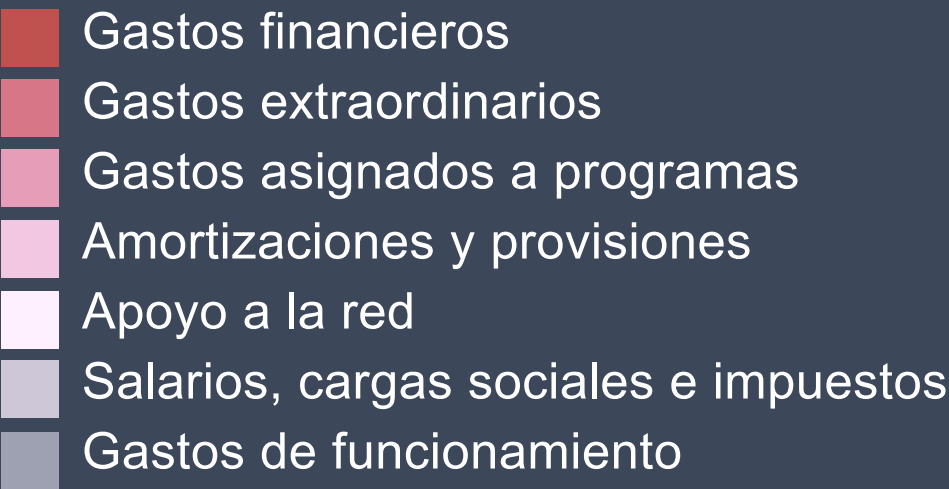 Gastos financieros
Gastos extraordinarios
Gastos asignados a programas
Amortizaciones y provisiones
Apoyo a la red
Salarios, cargas sociales e impuestos
Gastos de funcionamiento